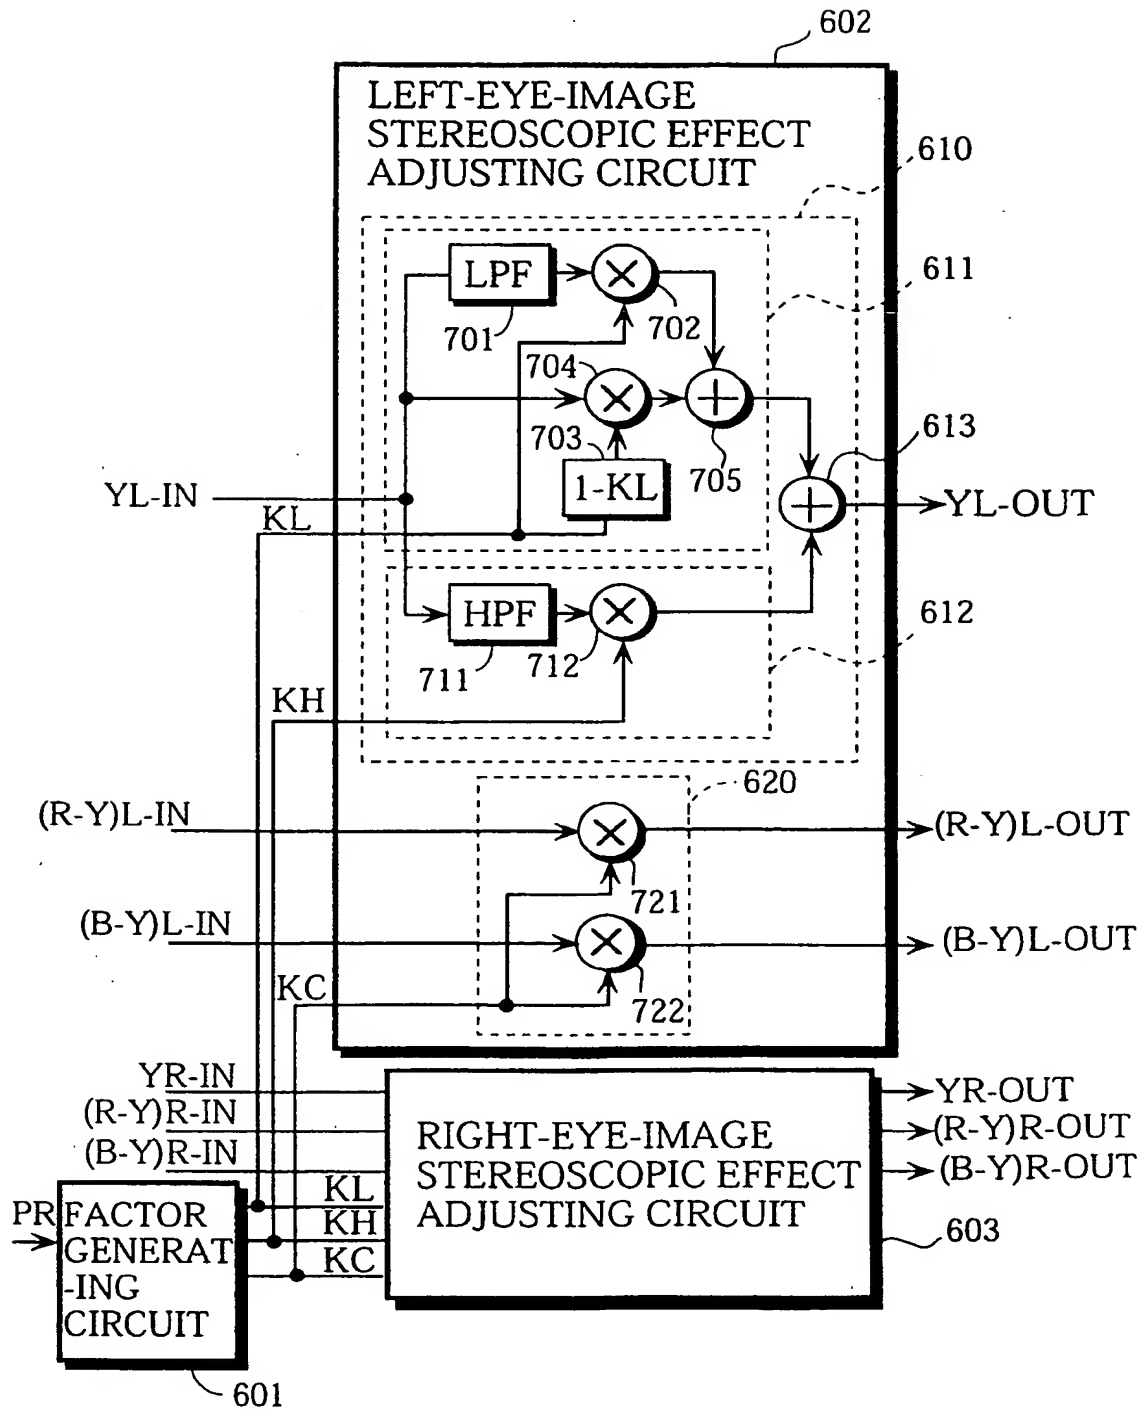 602
LEFT-EYE-IMAGE
STEREOSCOPIC EFFECT
ADJUSTING CIRCUIT
610
611
LPF
701
702
704
703
705
613
1-KL
YL-IN
YL-OUT
KL
HPF
711
712
612
KH
620
(R-Y)L-IN
(R-Y)L-OUT
721
(B-Y)L-IN
(B-Y)L-OUT
KC
722
YR-IN
YR-OUT
(R-Y)R-IN
(R-Y)R-OUT
(B-Y)R-IN
(B-Y)R-OUT
RIGHT-EYE-IMAGE
STEREOSCOPIC EFFECT
ADJUSTING CIRCUIT
KL
KH
KC
603
PR
FACTOR
GENERAT
-ING
CIRCUIT
601